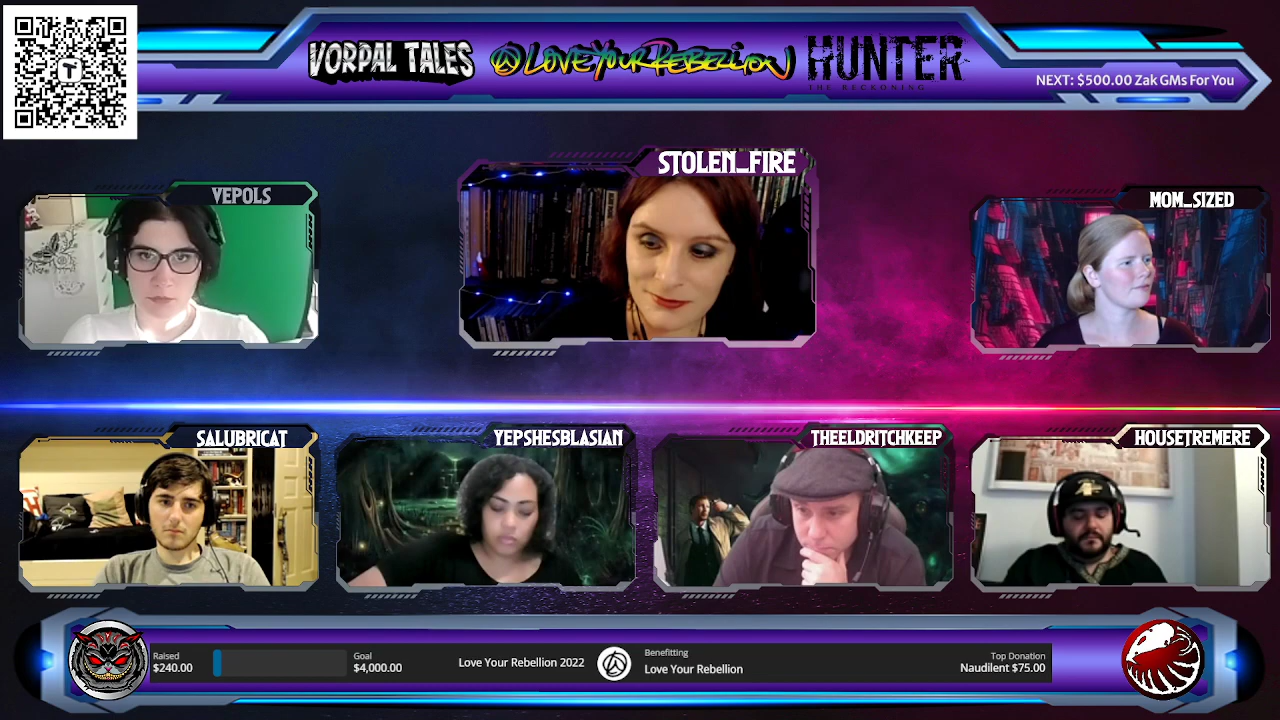 VORPAL TALES
@LOVEYOURREBELLION
HUNTER
THE RECKONING
NEXT: $500.00 Zak GMs For You
VEPOLS
STOLEN_FIRE
MOM_SIZED
SALUBRICAT
YEPSHESBLASIAN
THEELDRITCHKEEP
HOUSETREMERE
Raised
$240.00
Goal
$4,000.00
Love Your Rebellion 2022
Benefitting
Love Your Rebellion
Top Donation
Naudilent $75.00